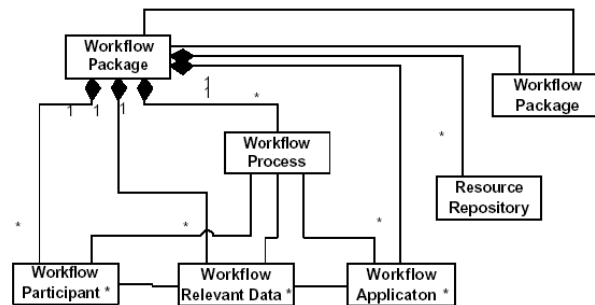 Workflow
Package
Workflow
Package
1 1 1 1 *
1
Workflow
Process
*
Resource
Repository
* * *
Workflow
Participant *
Workflow
Relevant Data *
Workflow
Applicaton *